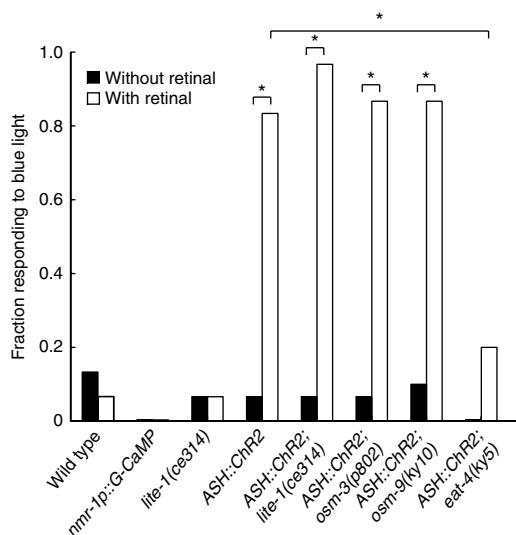 *
1.0
Without retinal
With retinal
*
*
*
*
0.8
0.6
0.4
0.2
0
Fraction responding to blue light
Wild type
nmr-1p::G-CaMP
lite-1(ce314)
ASH::ChR2
ASH::ChR2;
lite-1(ce314)
ASH::ChR2;
osm-3(p802)
ASH::ChR2;
osm-9(ky10)
ASH::ChR2;
eat-4(ky5)